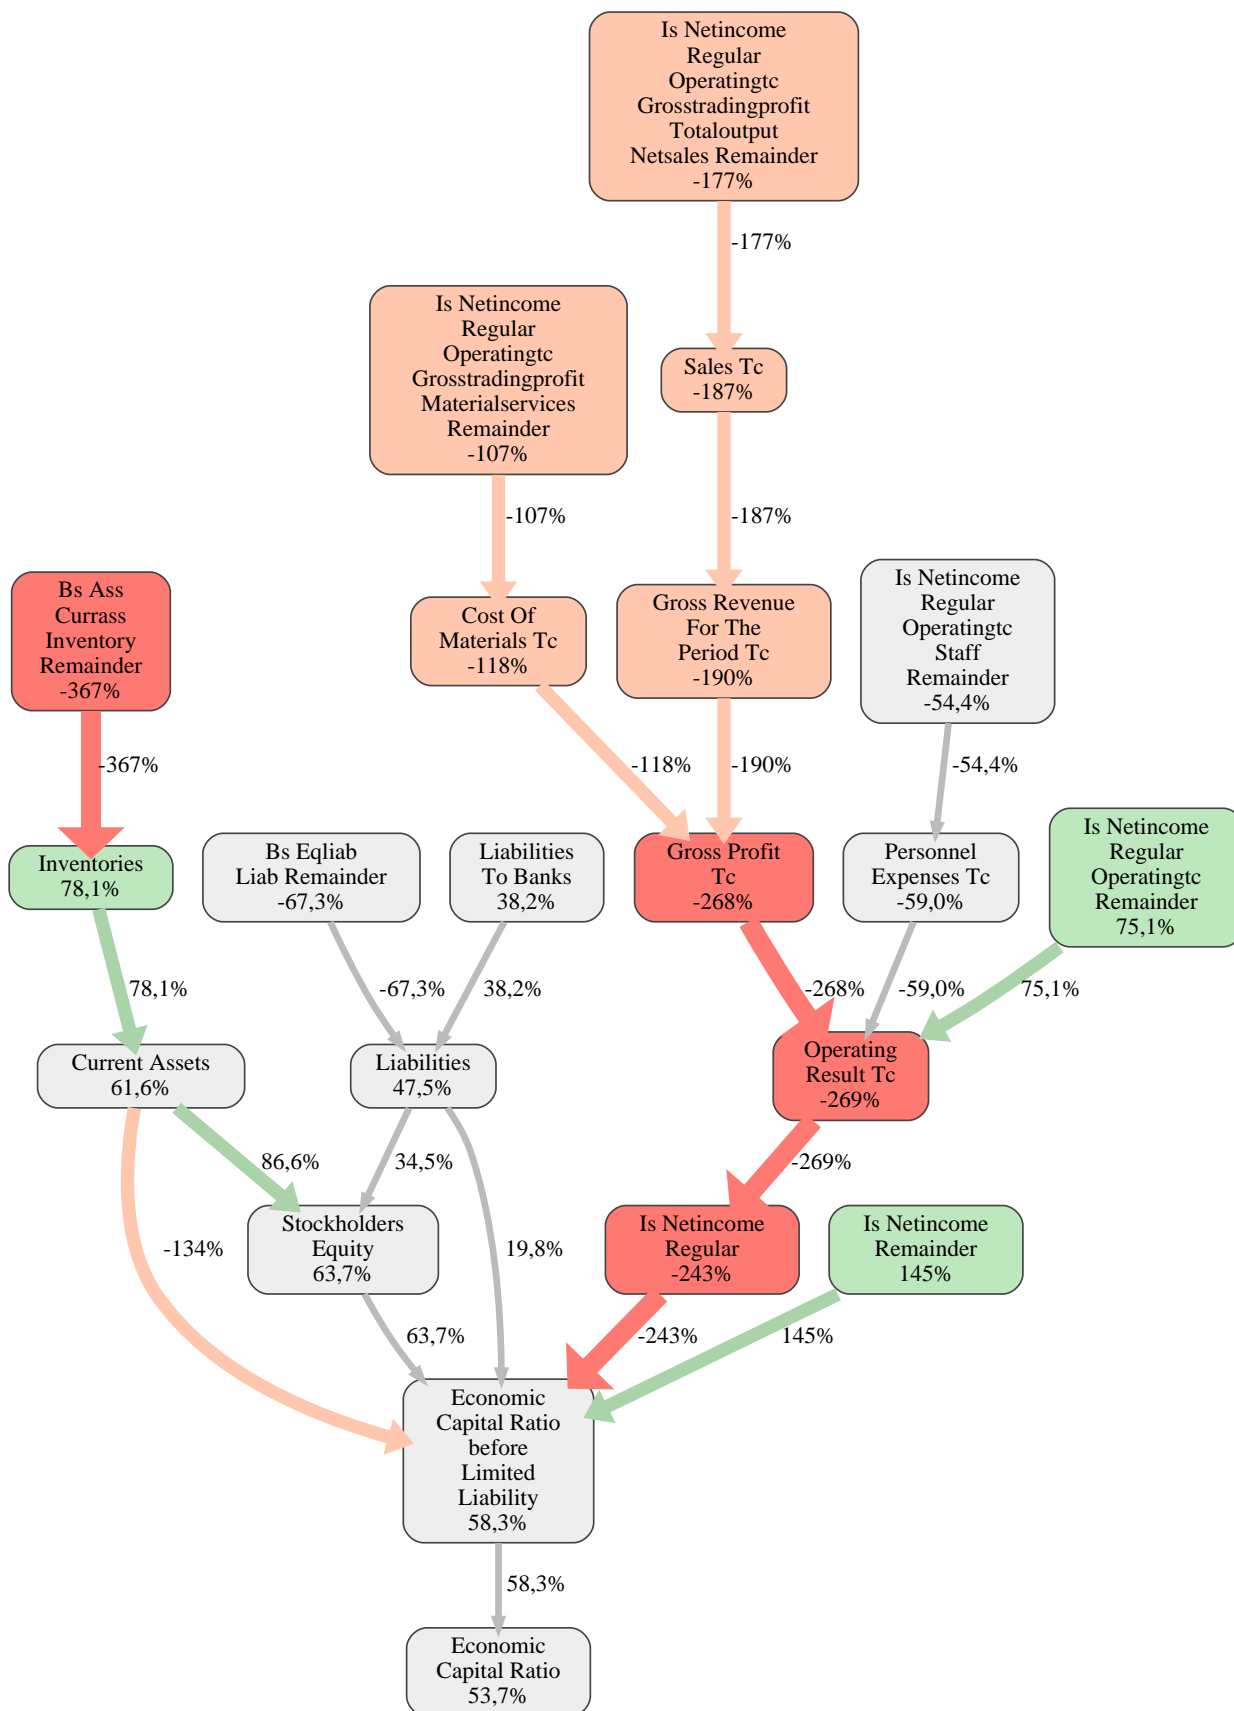 Is Netincome
Regular
Operatingtc
Grosstradingprofit
Totaloutput
Netsales Remainder
-177%
-177%
Is Netincome
Regular
Operatingtc
Grosstradingprofit
Materialservices
Remainder
-107%
Sales Tc
-187%
-107%
-187%
Bs Ass
Currass
Inventory
Remainder
-367%
Cost Of
Materials Tc
-118%
Gross Revenue
For The
Period Tc
-190%
Is Netincome
Regular
Operatingtc
Staff
Remainder
-54,4%
-367%
-118%
-190%
-54,4%
Inventories
78,1%
Bs Eqliab
Liab Remainder
-67,3%
Liabilities
To Banks
38,2%
Gross Profit
Tc
-268%
Personnel
Expenses Tc
-59,0%
Is Netincome
Regular
Operatingtc
Remainder
75,1%
78,1%
-67,3%
38,2%
-268%
-59,0%
75,1%
Current Assets
61,6%
Liabilities
47,5%
Operating
Result Tc
-269%
86,6%
34,5%
-269%
-134%
Stockholders
Equity
63,7%
19,8%
Is Netincome
Regular
-243%
Is Netincome
Remainder
145%
63,7%
-243%
145%
Economic
Capital Ratio
before
Limited
Liability
58,3%
58,3%
Economic
Capital Ratio
53,7%